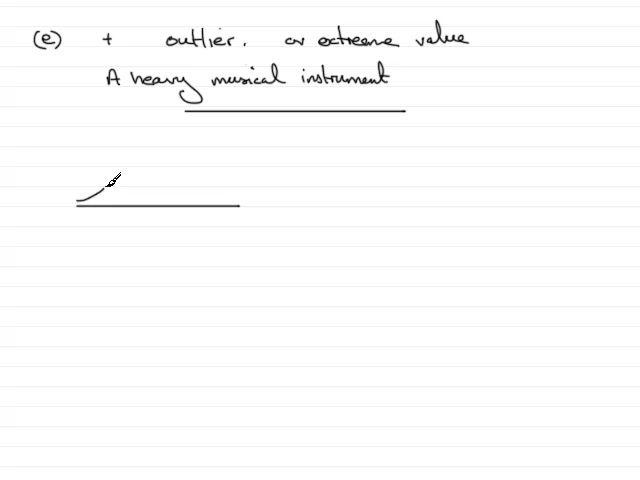 (e) + outlier. or extreme value
A heavy musical instrument